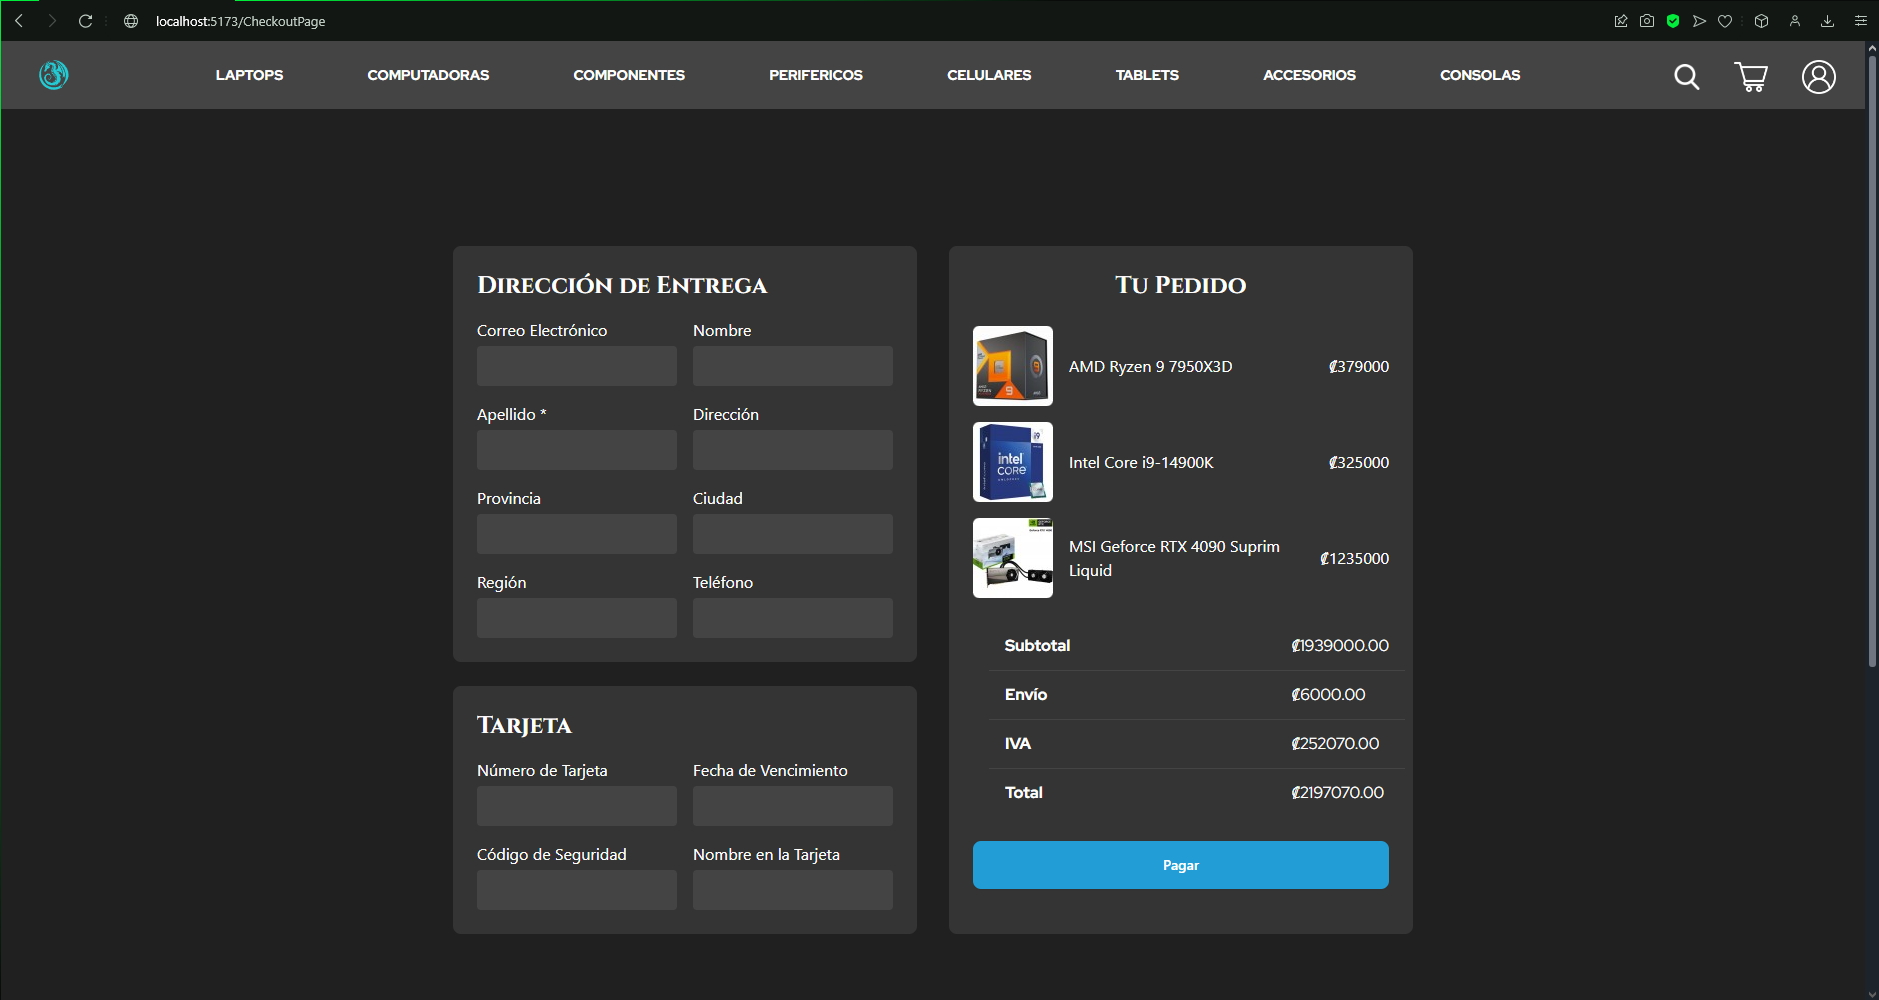 localhost:5173/CheckoutPage
LAPTOPS COMPUTADORAS COMPONENTES PERIFERICOS CELULARES TABLETS ACCESORIOS CONSOLAS
Dirección de Entrega
Correo Electrónico Nombre
Apellido * Dirección
Provincia Ciudad
Región Teléfono
Tarjeta
Número de Tarjeta Fecha de Vencimiento
Código de Seguridad Nombre en la Tarjeta
Tu Pedido
AMD Ryzen 9 7950X3D ₡379000
intel
CORE
i9
Intel Core i9-14900K ₡325000
MSI Geforce RTX 4090 Suprim
Liquid
₡1235000
Subtotal ₡1939000.00
Envío ₡6000.00
IVA ₡252070.00
Total ₡2197070.00
Pagar